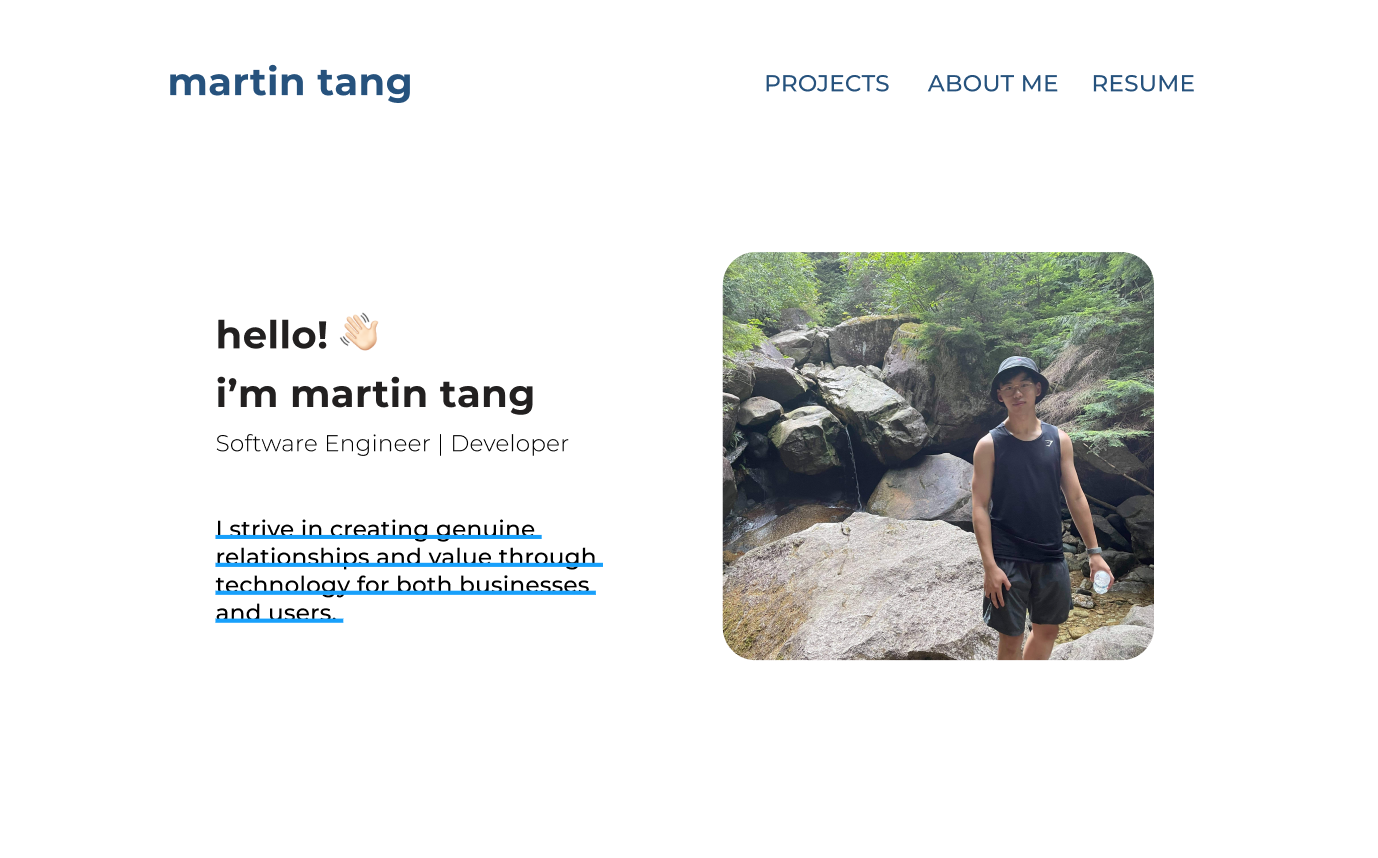 martin tang
PROJECTS ABOUT ME RESUME
hello! 👋🏻
i’m martin tang
Software Engineer | Developer
I strive in creating genuine
relationships and value through
technology for both businesses
and users.